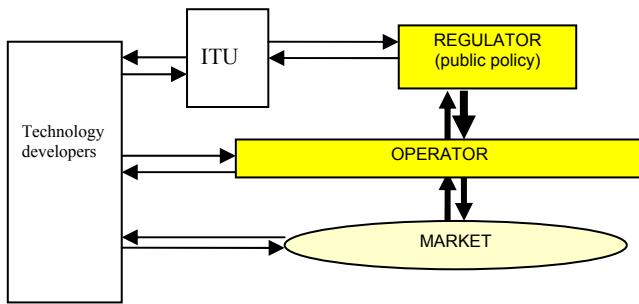 ITU
REGULATOR
(public policy)
Technology
developers
OPERATOR
MARKET